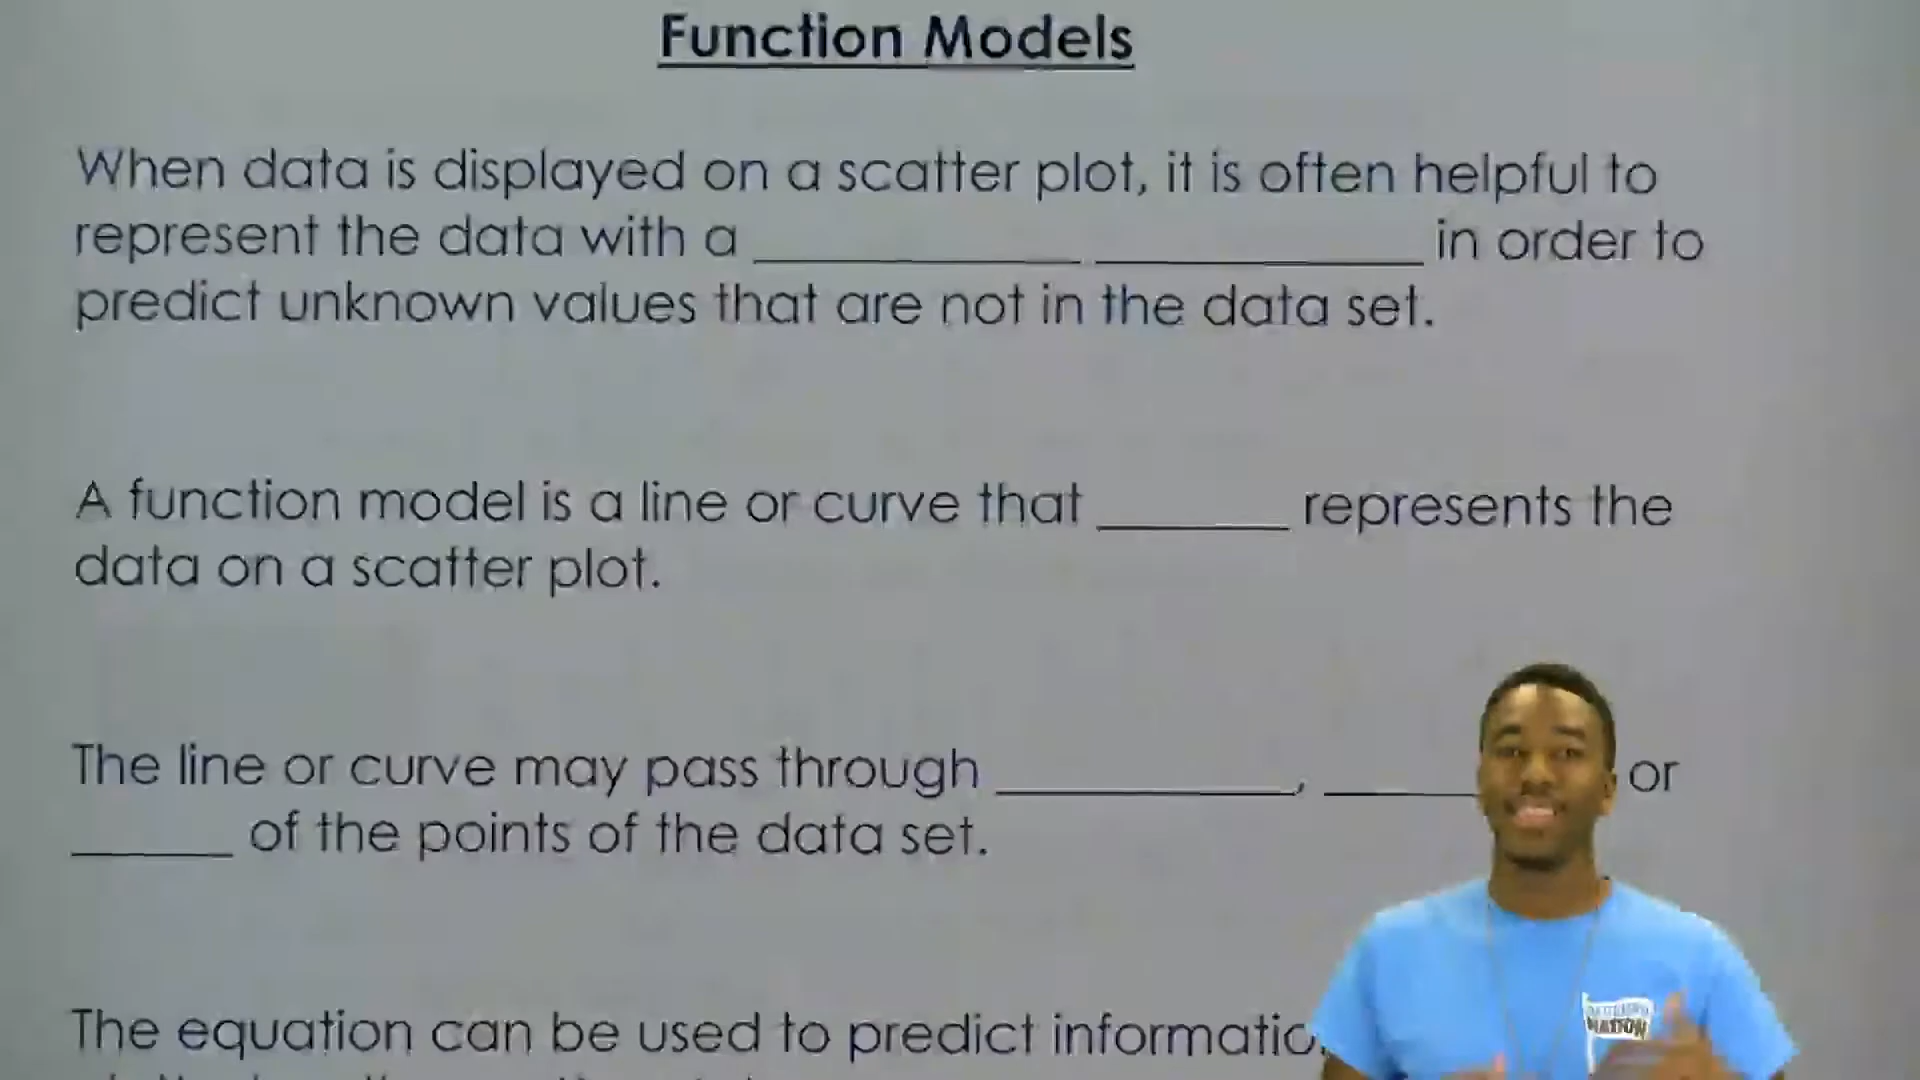 Function Models
When data is displayed on a scatter plot, it is often helpful to
represent the data with a ____________ ____________ in order to
predict unknown values that are not in the data set.
A function model is a line or curve that _______ represents the
data on a scatter plot.
The line or curve may pass through ___________, ______ or
______ of the points of the data set.
The equation can be used to predict informatio
NATION